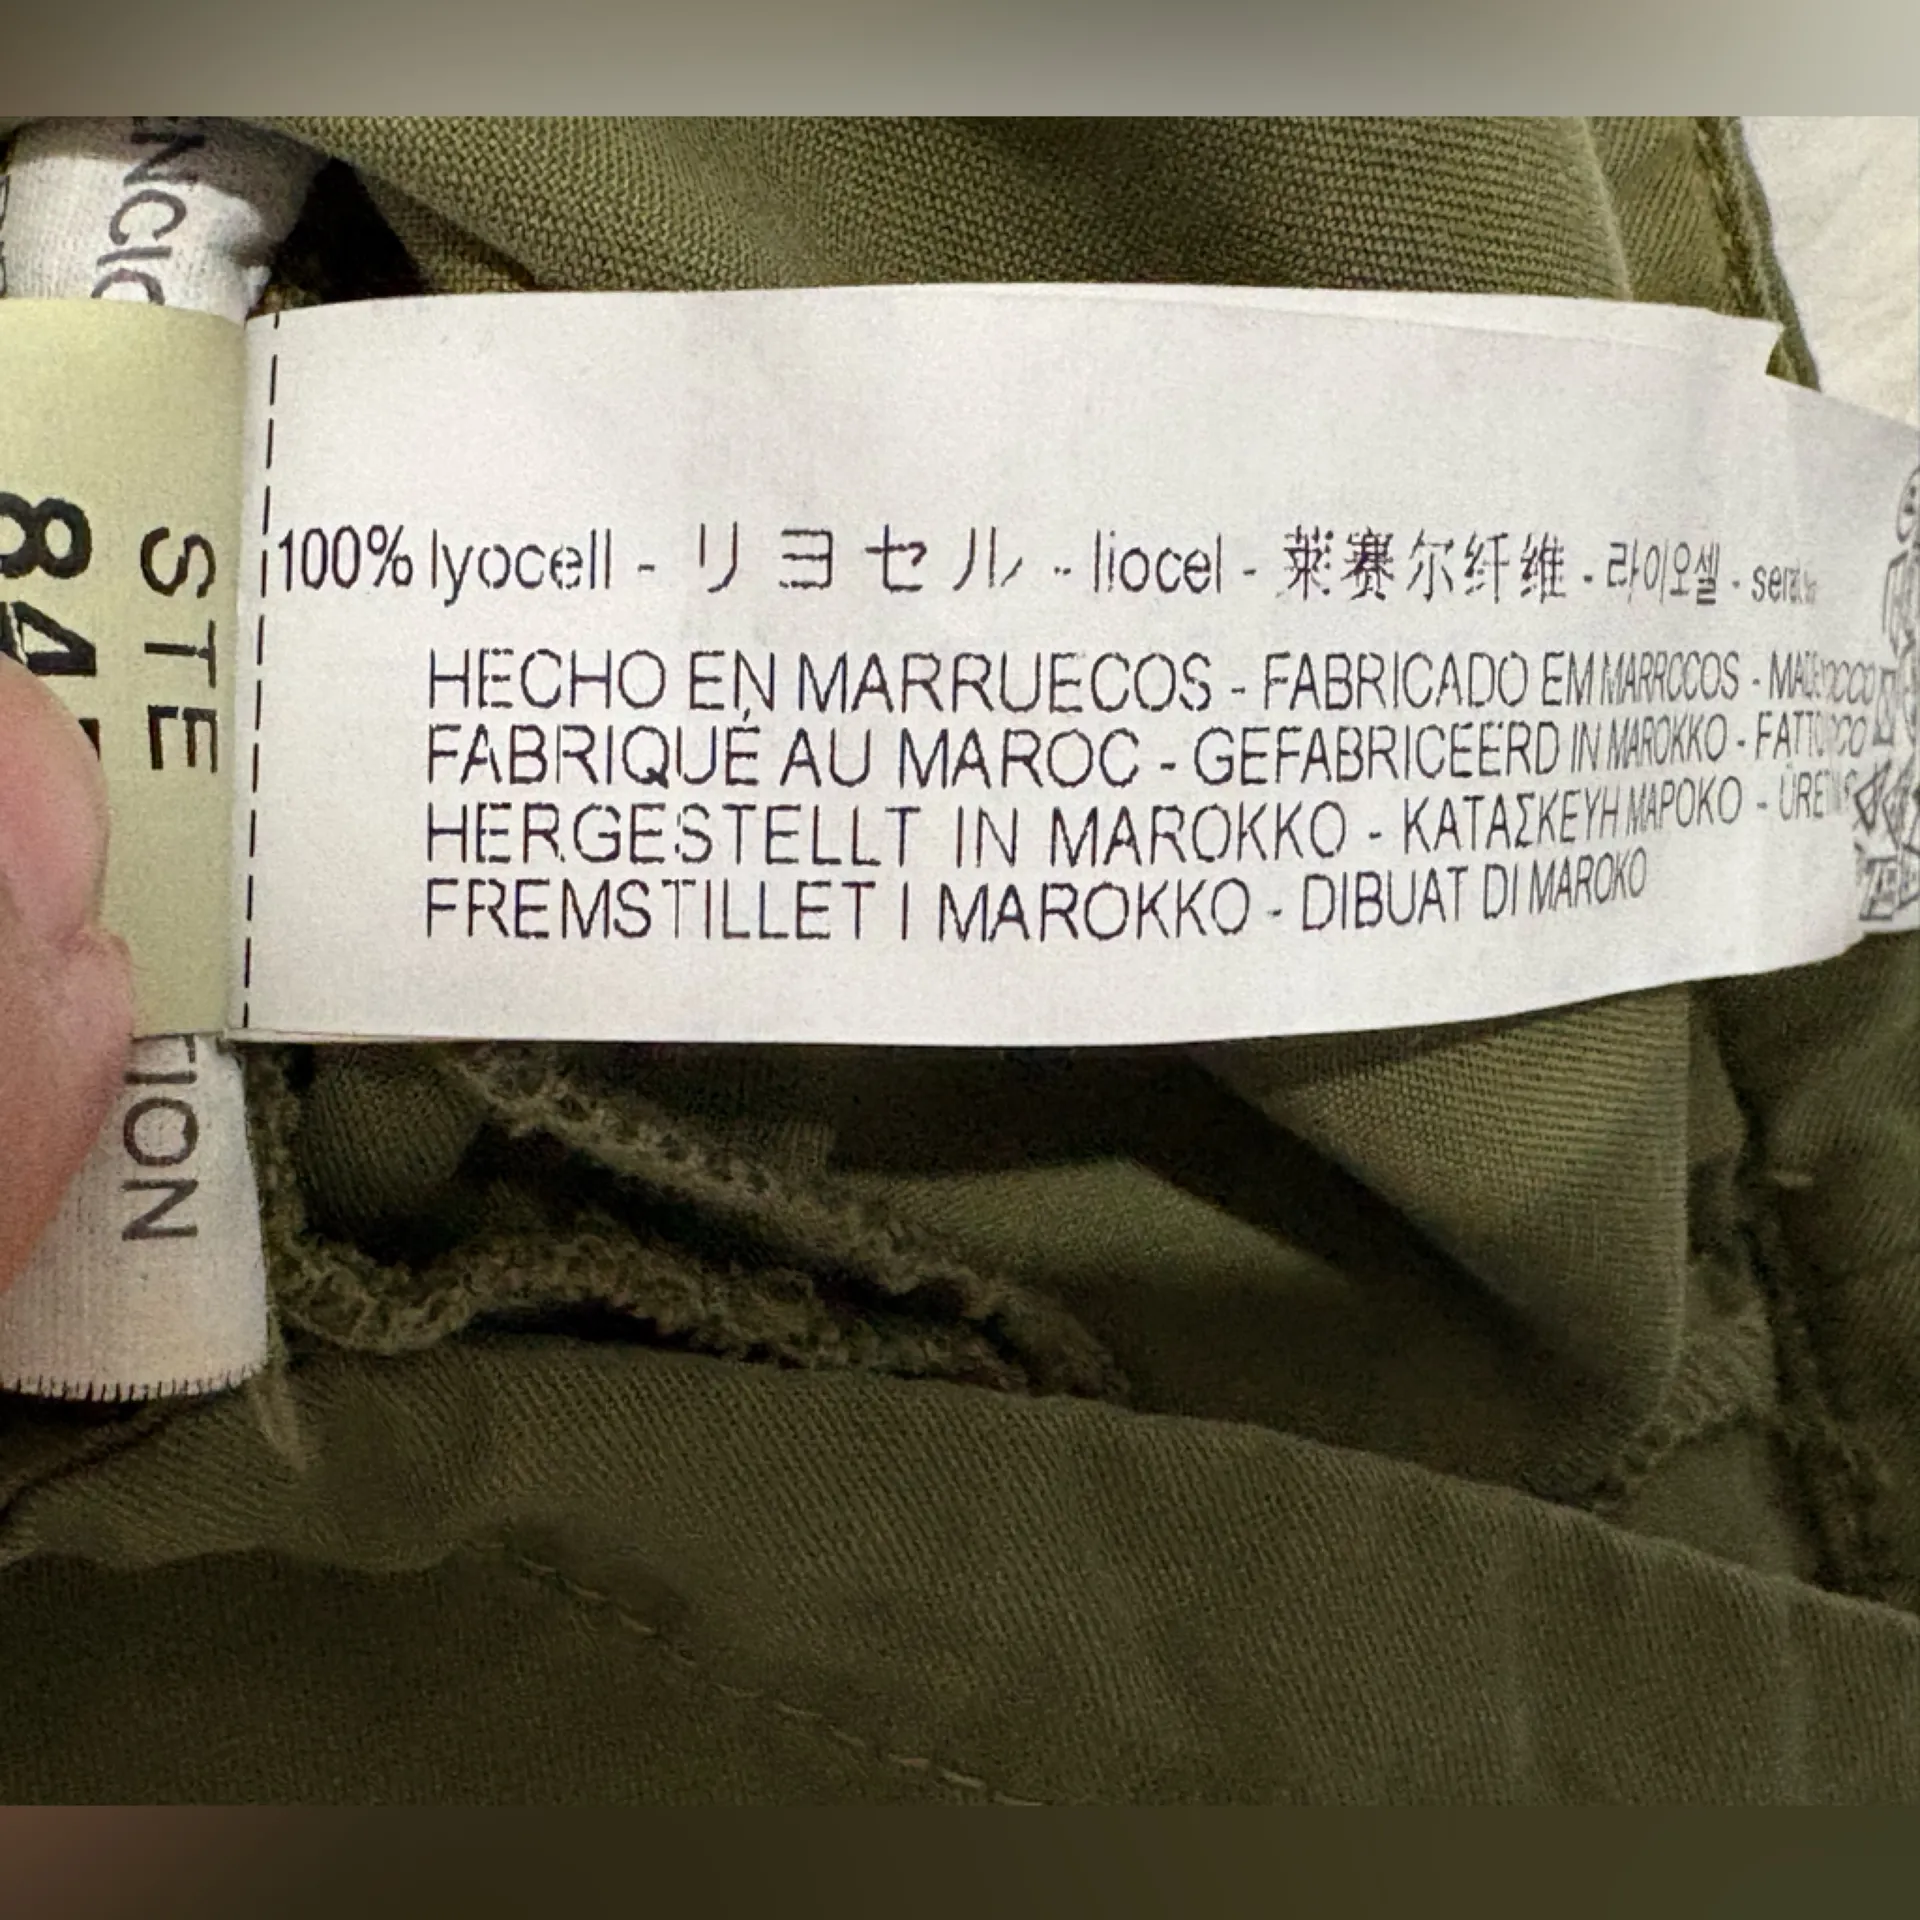 100% lyocell - リヨセル - liocel - 莱赛尔纤维 - 라이오셀 -
HECHO EN MARRUECOS - FABRICADO EM MARROCOS -
FABRIQUÉ AU MAROC - GEFABRICEERD IN MAROKKO -
HERGESTELLT IN MAROKKO - ΚΑΤΑΣΚΕΥΗ ΜΑΡΟΚΟ -
FREMSTILLET I MAROKKO - DIBUAT DI MAROKO
STE